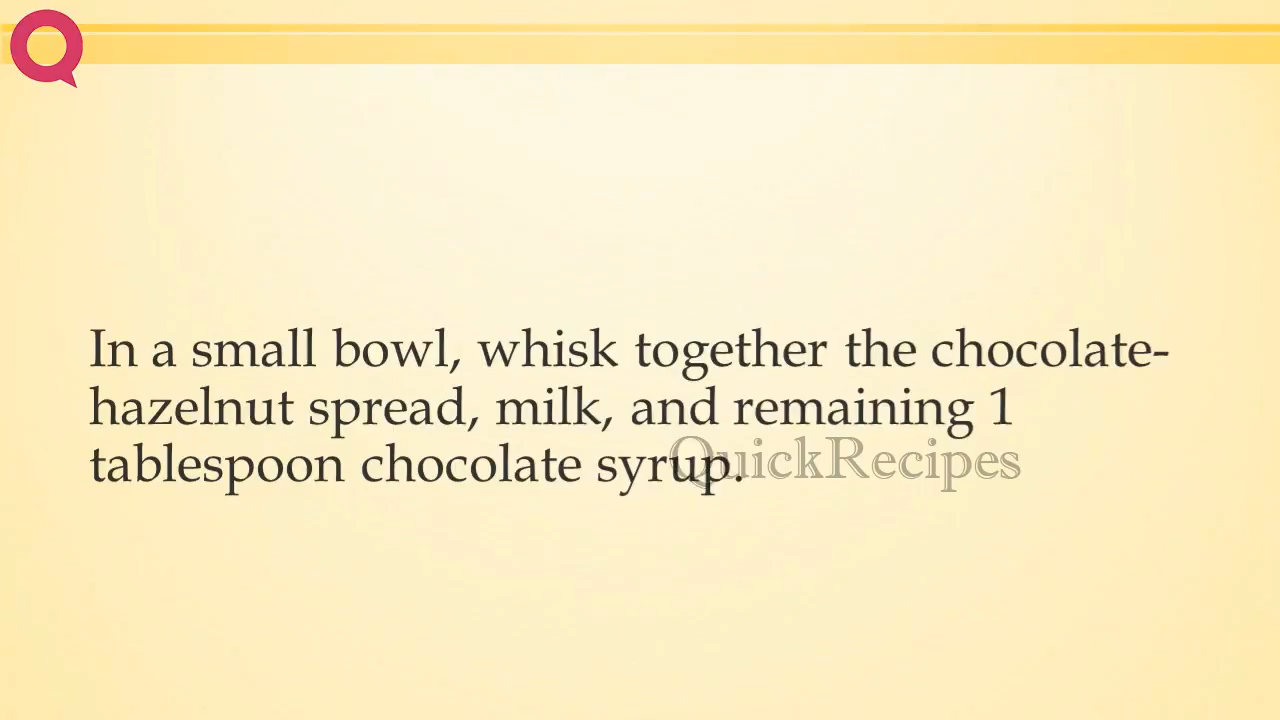 In a small bowl, whisk together the chocolate-
hazelnut spread, milk, and remaining 1
tablespoon chocolate syrup.
QuickRecipes